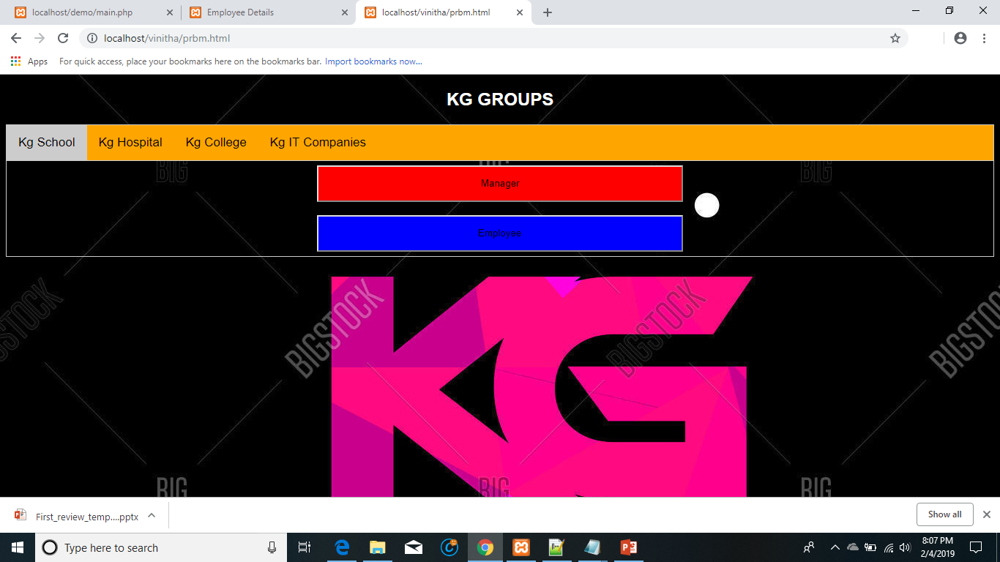 localhost/demo/main.php
Employee Details
localhost/vinitha/prbm.html
localhost/vinitha/prbm.html
Apps For quick access, place your bookmarks here on the bookmarks bar. Import bookmarks now...
KG GROUPS
Kg School Kg Hospital Kg College Kg IT Companies
BIG BIG BIG
Manager
Employee
BIGSTOCK BIGSTOCK BIGSTOCK BIGSTOCK
KG
BIG BIG BIG
First_review_temp....pptx
Show all
Type here to search
8:07 PM
2/4/2019